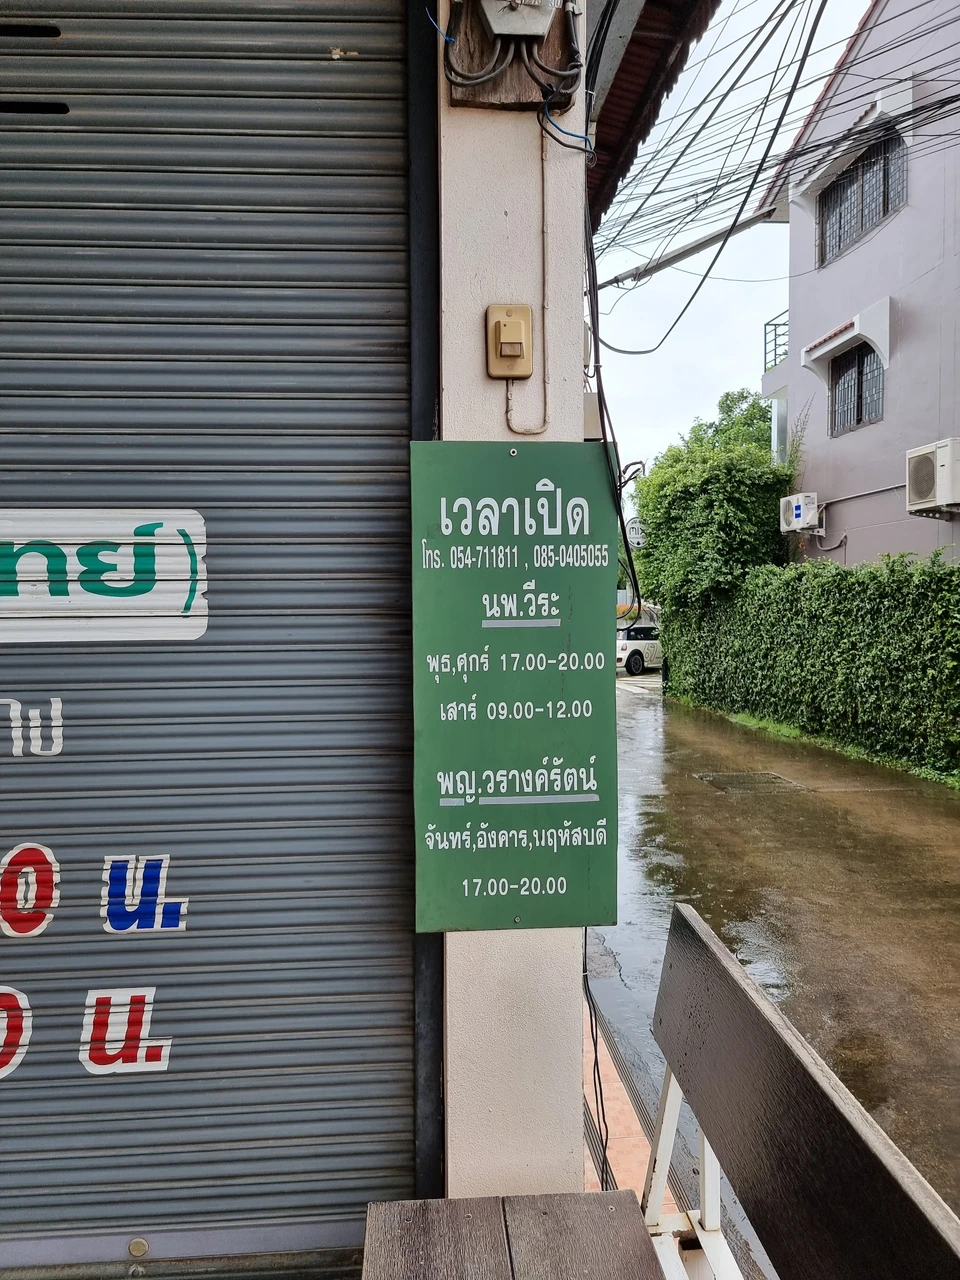 เวลาเปิด
โทร. 054-711811 , 085-0405055
นพ.วีระ
พุธ,ศุกร์ 17.00-20.00
เสาร์ 09.00-12.00
พญ.วรางค์รัตน์
จันทร์,อังคาร,พฤหัสบดี
17.00-20.00
ทย์)
0 น.
น.